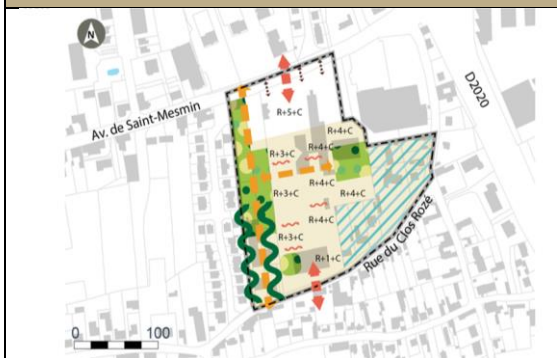 N
Av. de Saint-Mesmin
D2020
R+5+C
R+4+C
R+3+C
R+4+C
R+3+C
R+4+C
R+4+C
R+4+C
R+3+C
R+1+C
Rue du Clos Rozé
0 100